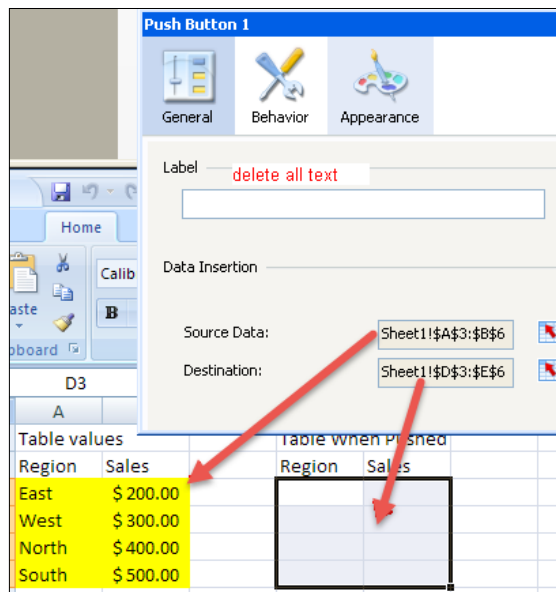 Push Button 1
General Behavior Appearance
Label
delete all text
Home
Calib
Data Insertion
aste
B
Source Data: Sheet1!$A$3:$B$6
pboard
Destination: Sheet1!$D$3:$E$6
D3
A
Table values Table When Pushed
Region Sales Region Sales
East $ 200.00
West $ 300.00
North $ 400.00
South $ 500.00